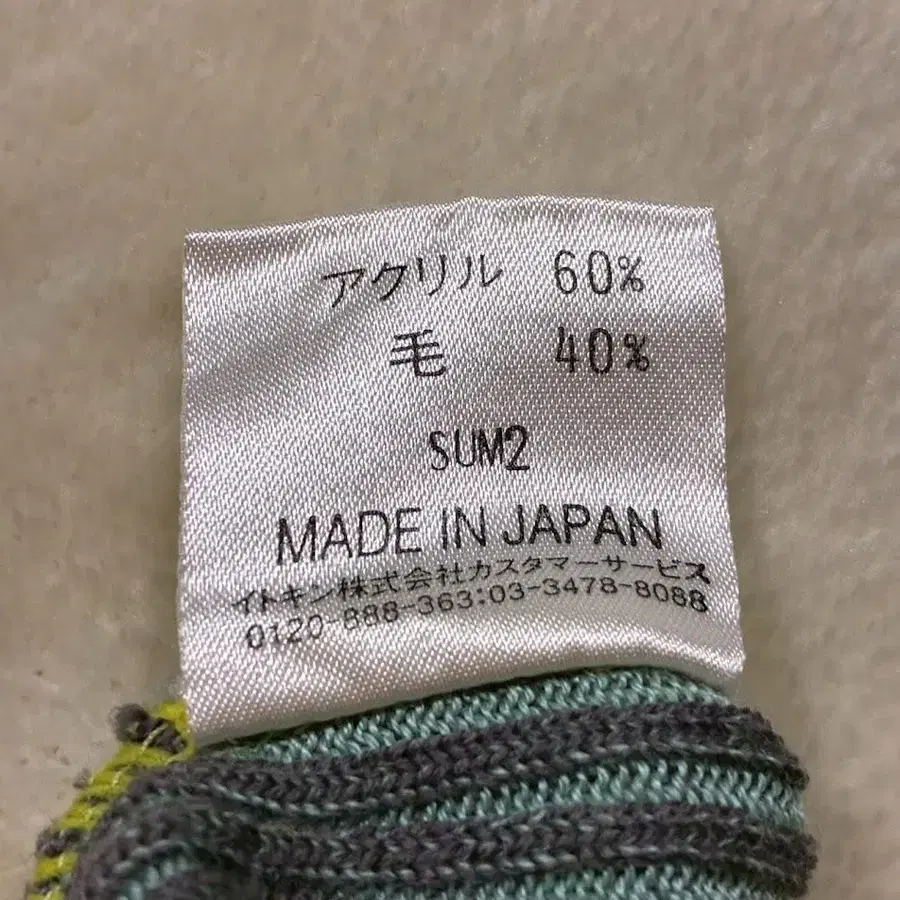 アクリル 60%
毛 40%
SUM2
MADE IN JAPAN
イトキン株式会社カスタマーサービス
0120-888-363:03-3478-8088